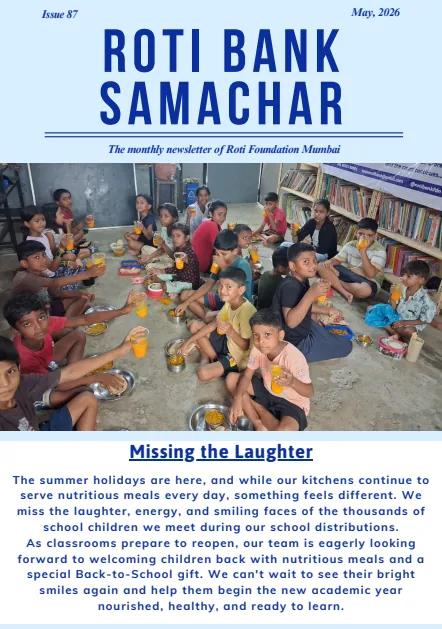 Issue 87
May, 2026
ROTI BANK
SAMACHAR
The monthly newsletter of Roti Foundation Mumbai
Missing the Laughter
The summer holidays are here, and while our kitchens continue to
serve nutritious meals every day, something feels different. We
miss the laughter, energy, and smiling faces of the thousands of
school children we meet during our school distributions.
As classrooms prepare to reopen, our team is eagerly looking
forward to welcoming children back with nutritious meals and a
special Back-to-School gift. We can't wait to see their bright
smiles again and help them begin the new academic year
nourished, healthy, and ready to learn.